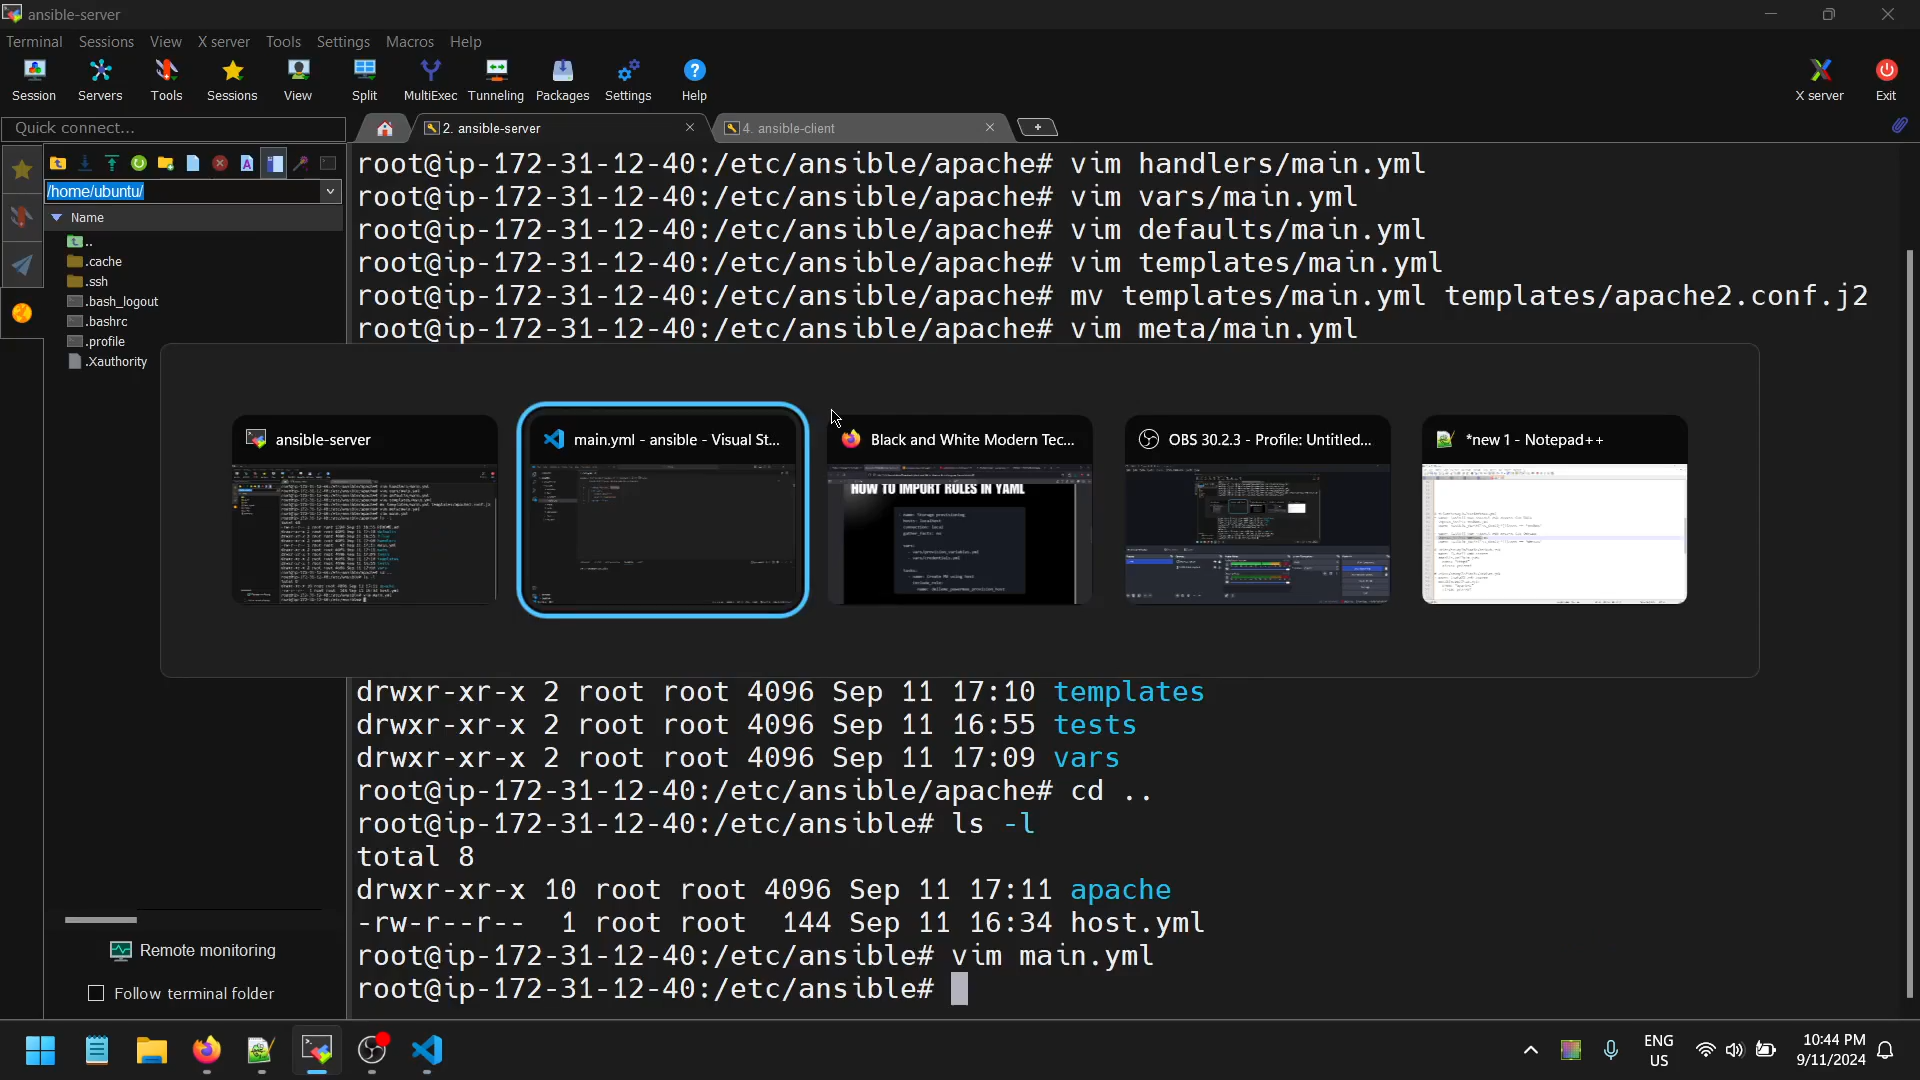 ansible-server
Terminal Sessions View X server Tools Settings Macros Help
Session Servers Tools Sessions View Split MultiExec Tunneling Packages Settings Help X server Exit
Quick connect...
2. ansible-server
4. ansible-client
/home/ubuntu/
Name
..
.cache
.ssh
.bash_logout
.bashrc
.profile
.Xauthority
root@ip-172-31-12-40:/etc/ansible/apache# vim handlers/main.yml
root@ip-172-31-12-40:/etc/ansible/apache# vim vars/main.yml
root@ip-172-31-12-40:/etc/ansible/apache# vim defaults/main.yml
root@ip-172-31-12-40:/etc/ansible/apache# vim templates/main.yml
root@ip-172-31-12-40:/etc/ansible/apache# mv templates/main.yml templates/apache2.conf.j2
root@ip-172-31-12-40:/etc/ansible/apache# vim meta/main.yml
ansible-server
main.yml - ansible - Visual St...
Black and White Modern Tec...
HOW TO IMPORT ROLES IN YAML
OBS 30.2.3 - Profile: Untitled...
*new 1 - Notepad++
drwxr-xr-x 2 root root 4096 Sep 11 17:10 templates
drwxr-xr-x 2 root root 4096 Sep 11 16:55 tests
drwxr-xr-x 2 root root 4096 Sep 11 17:09 vars
root@ip-172-31-12-40:/etc/ansible/apache# cd ..
root@ip-172-31-12-40:/etc/ansible# ls -l
total 8
drwxr-xr-x 10 root root 4096 Sep 11 17:11 apache
-rw-r--r--  1 root root  144 Sep 11 16:34 host.yml
root@ip-172-31-12-40:/etc/ansible# vim main.yml
root@ip-172-31-12-40:/etc/ansible#
Remote monitoring
Follow terminal folder
ENG
US
10:44 PM
9/11/2024